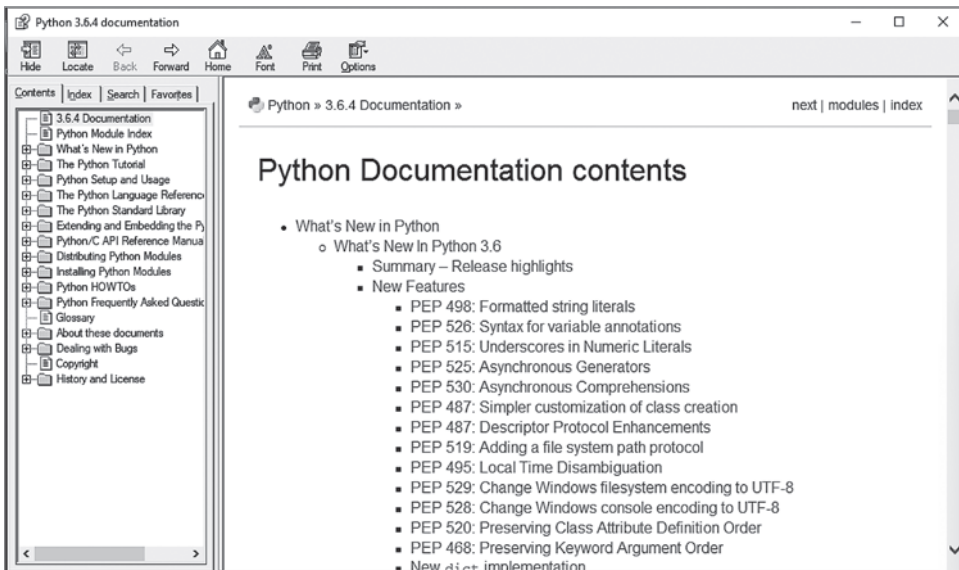 Python 3.6.4 documentation
Hide Locate Back Forward Home Font Print Options
Contents Index Search Favorites
3.6.4 Documentation
Python Module Index
What's New in Python
The Python Tutorial
Python Setup and Usage
The Python Language Referenc
The Python Standard Library
Extending and Embedding the Py
Python/C API Reference Manua
Distributing Python Modules
Installing Python Modules
Python HOWTOs
Python Frequently Asked Questic
Glossary
About these documents
Dealing with Bugs
Copyright
History and License
Python » 3.6.4 Documentation » next | modules | index
Python Documentation contents
• What's New in Python
o What's New In Python 3.6
▪ Summary – Release highlights
▪ New Features
▪ PEP 498: Formatted string literals
▪ PEP 526: Syntax for variable annotations
▪ PEP 515: Underscores in Numeric Literals
▪ PEP 525: Asynchronous Generators
▪ PEP 530: Asynchronous Comprehensions
▪ PEP 487: Simpler customization of class creation
▪ PEP 487: Descriptor Protocol Enhancements
▪ PEP 519: Adding a file system path protocol
▪ PEP 495: Local Time Disambiguation
▪ PEP 529: Change Windows filesystem encoding to UTF-8
▪ PEP 528: Change Windows console encoding to UTF-8
▪ PEP 520: Preserving Class Attribute Definition Order
▪ PEP 468: Preserving Keyword Argument Order
▪ New dict implementation